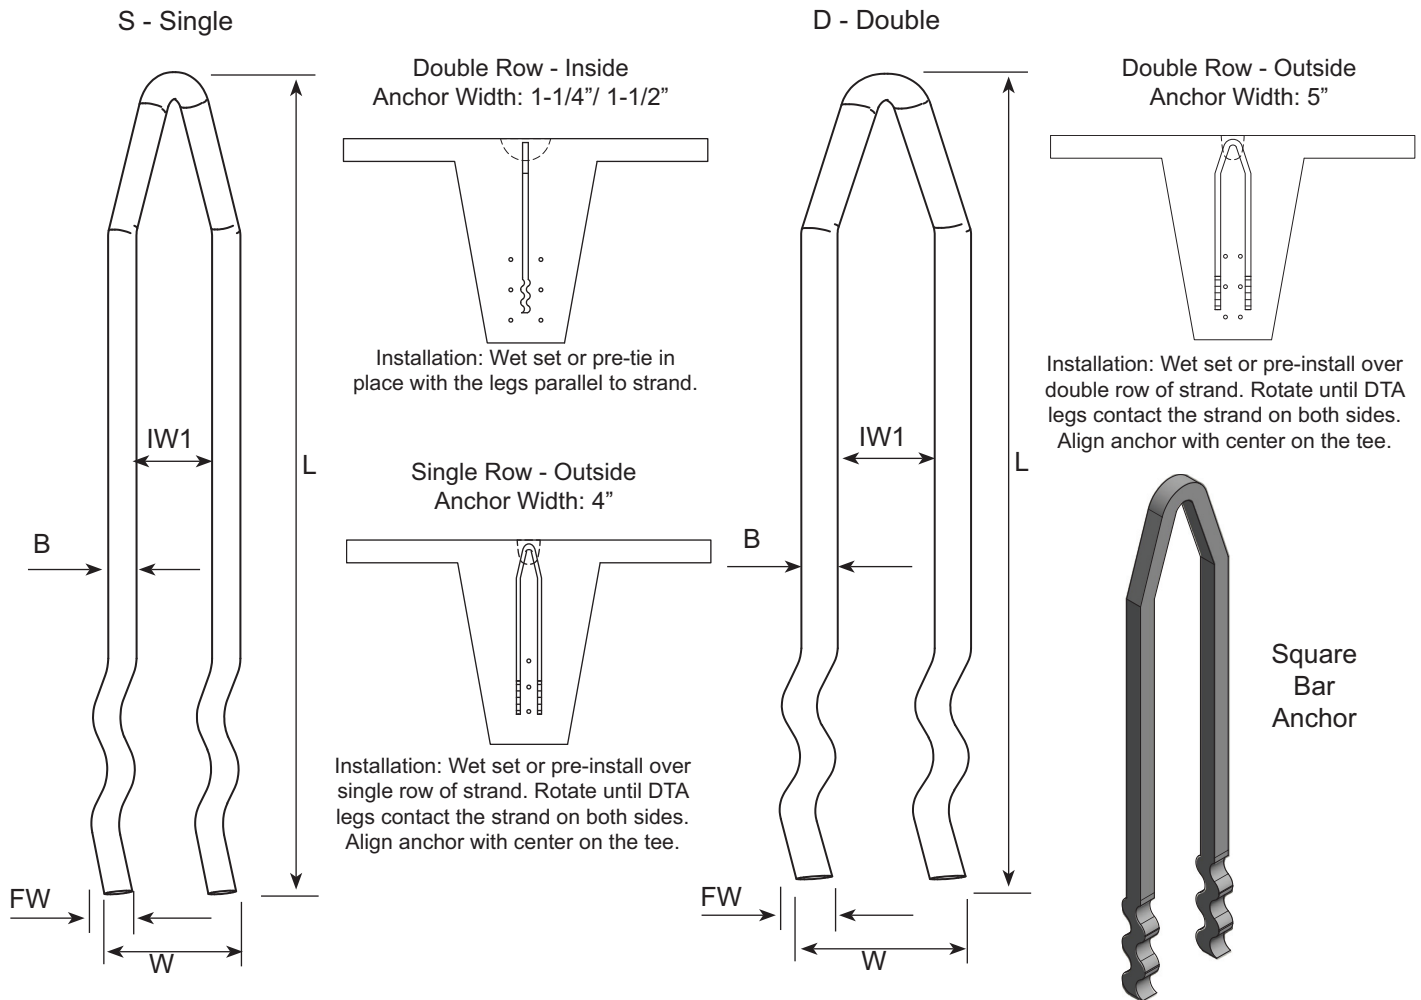 S - Single
Double Row - Inside
Anchor Width: 1-1/4”/ 1-1/2”
Installation: Wet set or pre-tie in
place with the legs parallel to strand.
IW1
L
Single Row - Outside
Anchor Width: 4”
B
Installation: Wet set or pre-install over
single row of strand. Rotate until DTA
legs contact the strand on both sides.
Align anchor with center on the tee.
FW
W
D - Double
Double Row - Outside
Anchor Width: 5”
Installation: Wet set or pre-install over
double row of strand. Rotate until DTA
legs contact the strand on both sides.
Align anchor with center on the tee.
IW1
L
B
Square
Bar
Anchor
FW
W